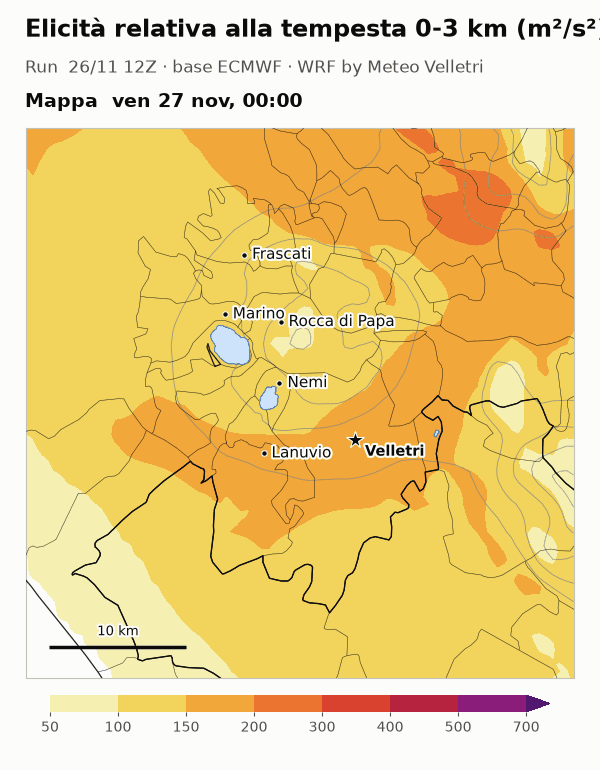 Elicità relativa alla tempesta 0-3 km (m²/s²)
Run  26/11 12Z · base ECMWF · WRF by Meteo Velletri
Mappa  ven 27 nov, 00:00
Frascati
Marino
Rocca di Papa
Nemi
Velletri
Lanuvio
10 km
50 100 150 200 300 400 500 700